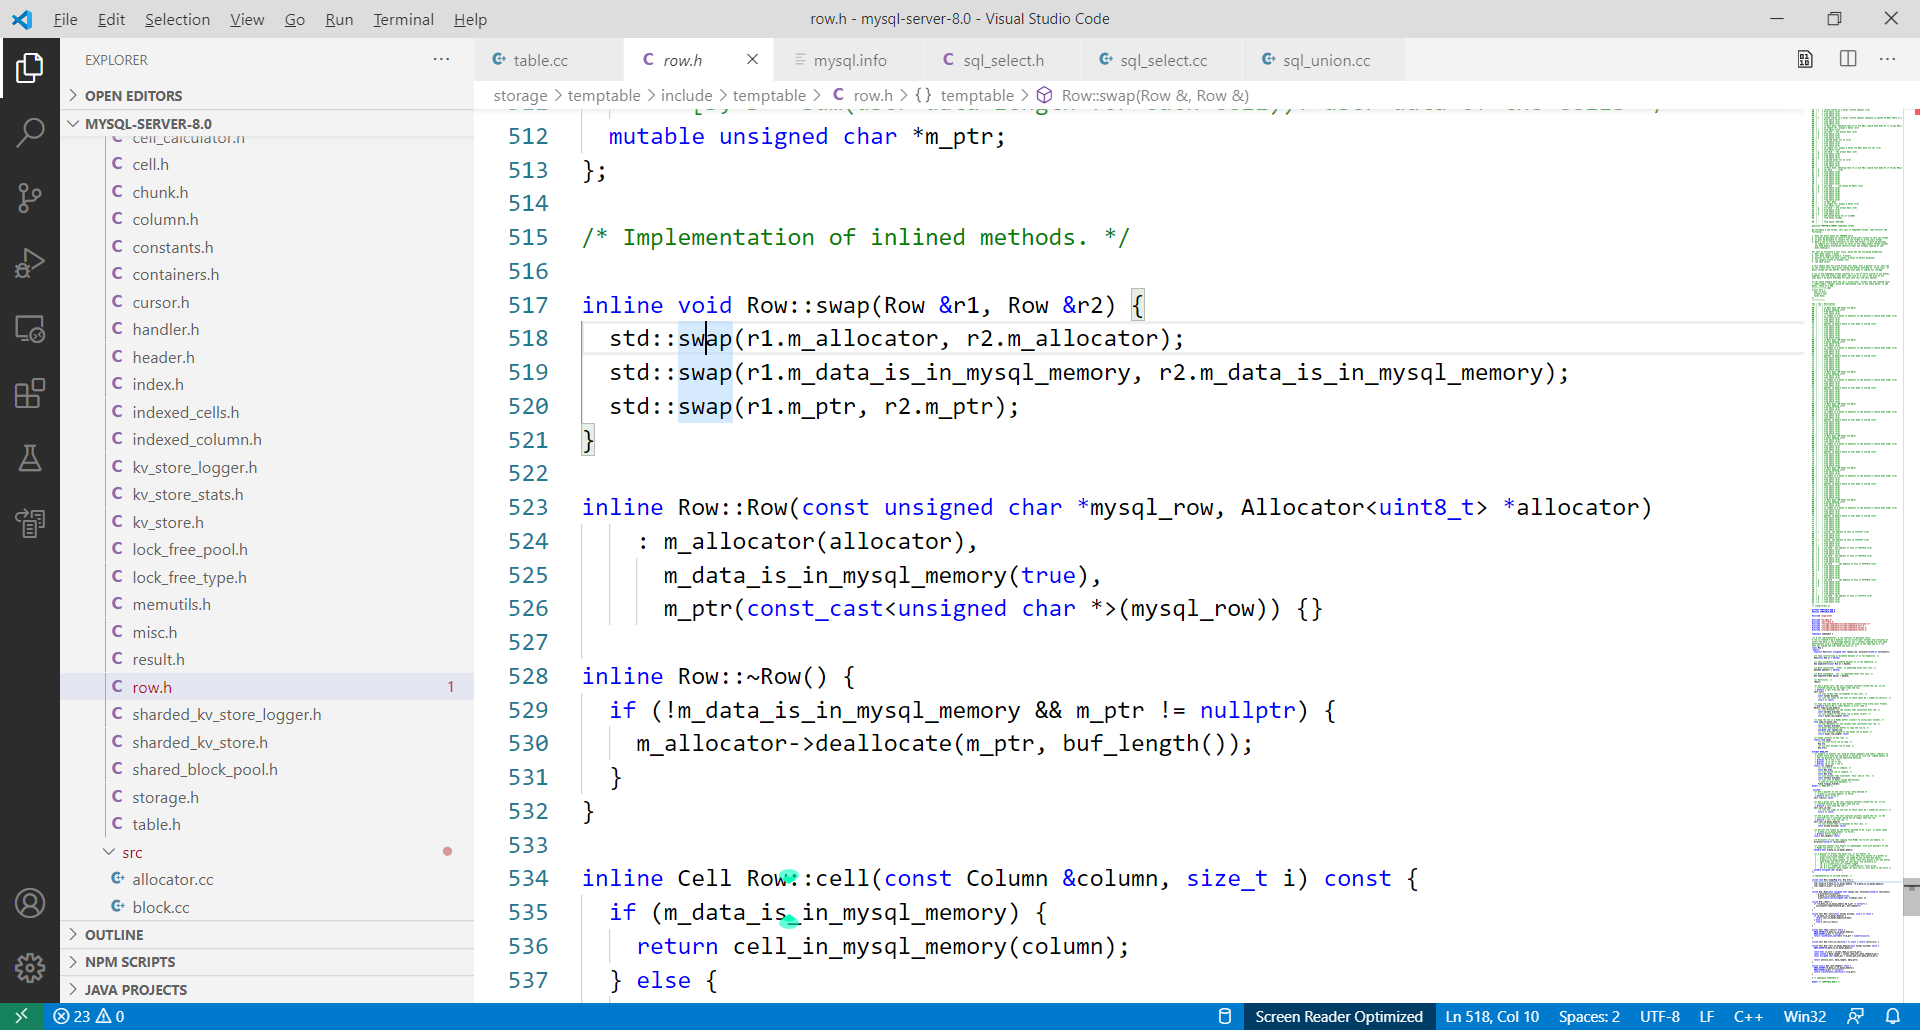 File Edit Selection View Go Run Terminal Help
row.h - mysql-server-8.0 - Visual Studio Code
EXPLORER
OPEN EDITORS
MYSQL-SERVER-8.0
cell_calculator.h
cell.h
chunk.h
column.h
constants.h
containers.h
cursor.h
handler.h
header.h
index.h
indexed_cells.h
indexed_column.h
kv_store_logger.h
kv_store_stats.h
kv_store.h
lock_free_pool.h
lock_free_type.h
memutils.h
misc.h
result.h
row.h 1
sharded_kv_store_logger.h
sharded_kv_store.h
shared_block_pool.h
storage.h
table.h
src
allocator.cc
block.cc
OUTLINE
NPM SCRIPTS
JAVA PROJECTS
table.cc row.h mysql.info sql_select.h sql_select.cc sql_union.cc
storage > temptable > include > temptable > C row.h > {} temptable > Row::swap(Row &, Row &)
512 mutable unsigned char *m_ptr;
513 };
514
515 /* Implementation of inlined methods. */
516
517 inline void Row::swap(Row &r1, Row &r2) {
518 std::swap(r1.m_allocator, r2.m_allocator);
519 std::swap(r1.m_data_is_in_mysql_memory, r2.m_data_is_in_mysql_memory);
520 std::swap(r1.m_ptr, r2.m_ptr);
521 }
522
523 inline Row::Row(const unsigned char *mysql_row, Allocator<uint8_t> *allocator)
524 : m_allocator(allocator),
525 m_data_is_in_mysql_memory(true),
526 m_ptr(const_cast<unsigned char *>(mysql_row)) {}
527
528 inline Row::~Row() {
529 if (!m_data_is_in_mysql_memory && m_ptr != nullptr) {
530 m_allocator->deallocate(m_ptr, buf_length());
531 }
532 }
533
534 inline Cell Row::cell(const Column &column, size_t i) const {
535 if (m_data_is_in_mysql_memory) {
536 return cell_in_mysql_memory(column);
537 } else {
23 0
Screen Reader Optimized Ln 518, Col 10 Spaces: 2 UTF-8 LF C++ Win32